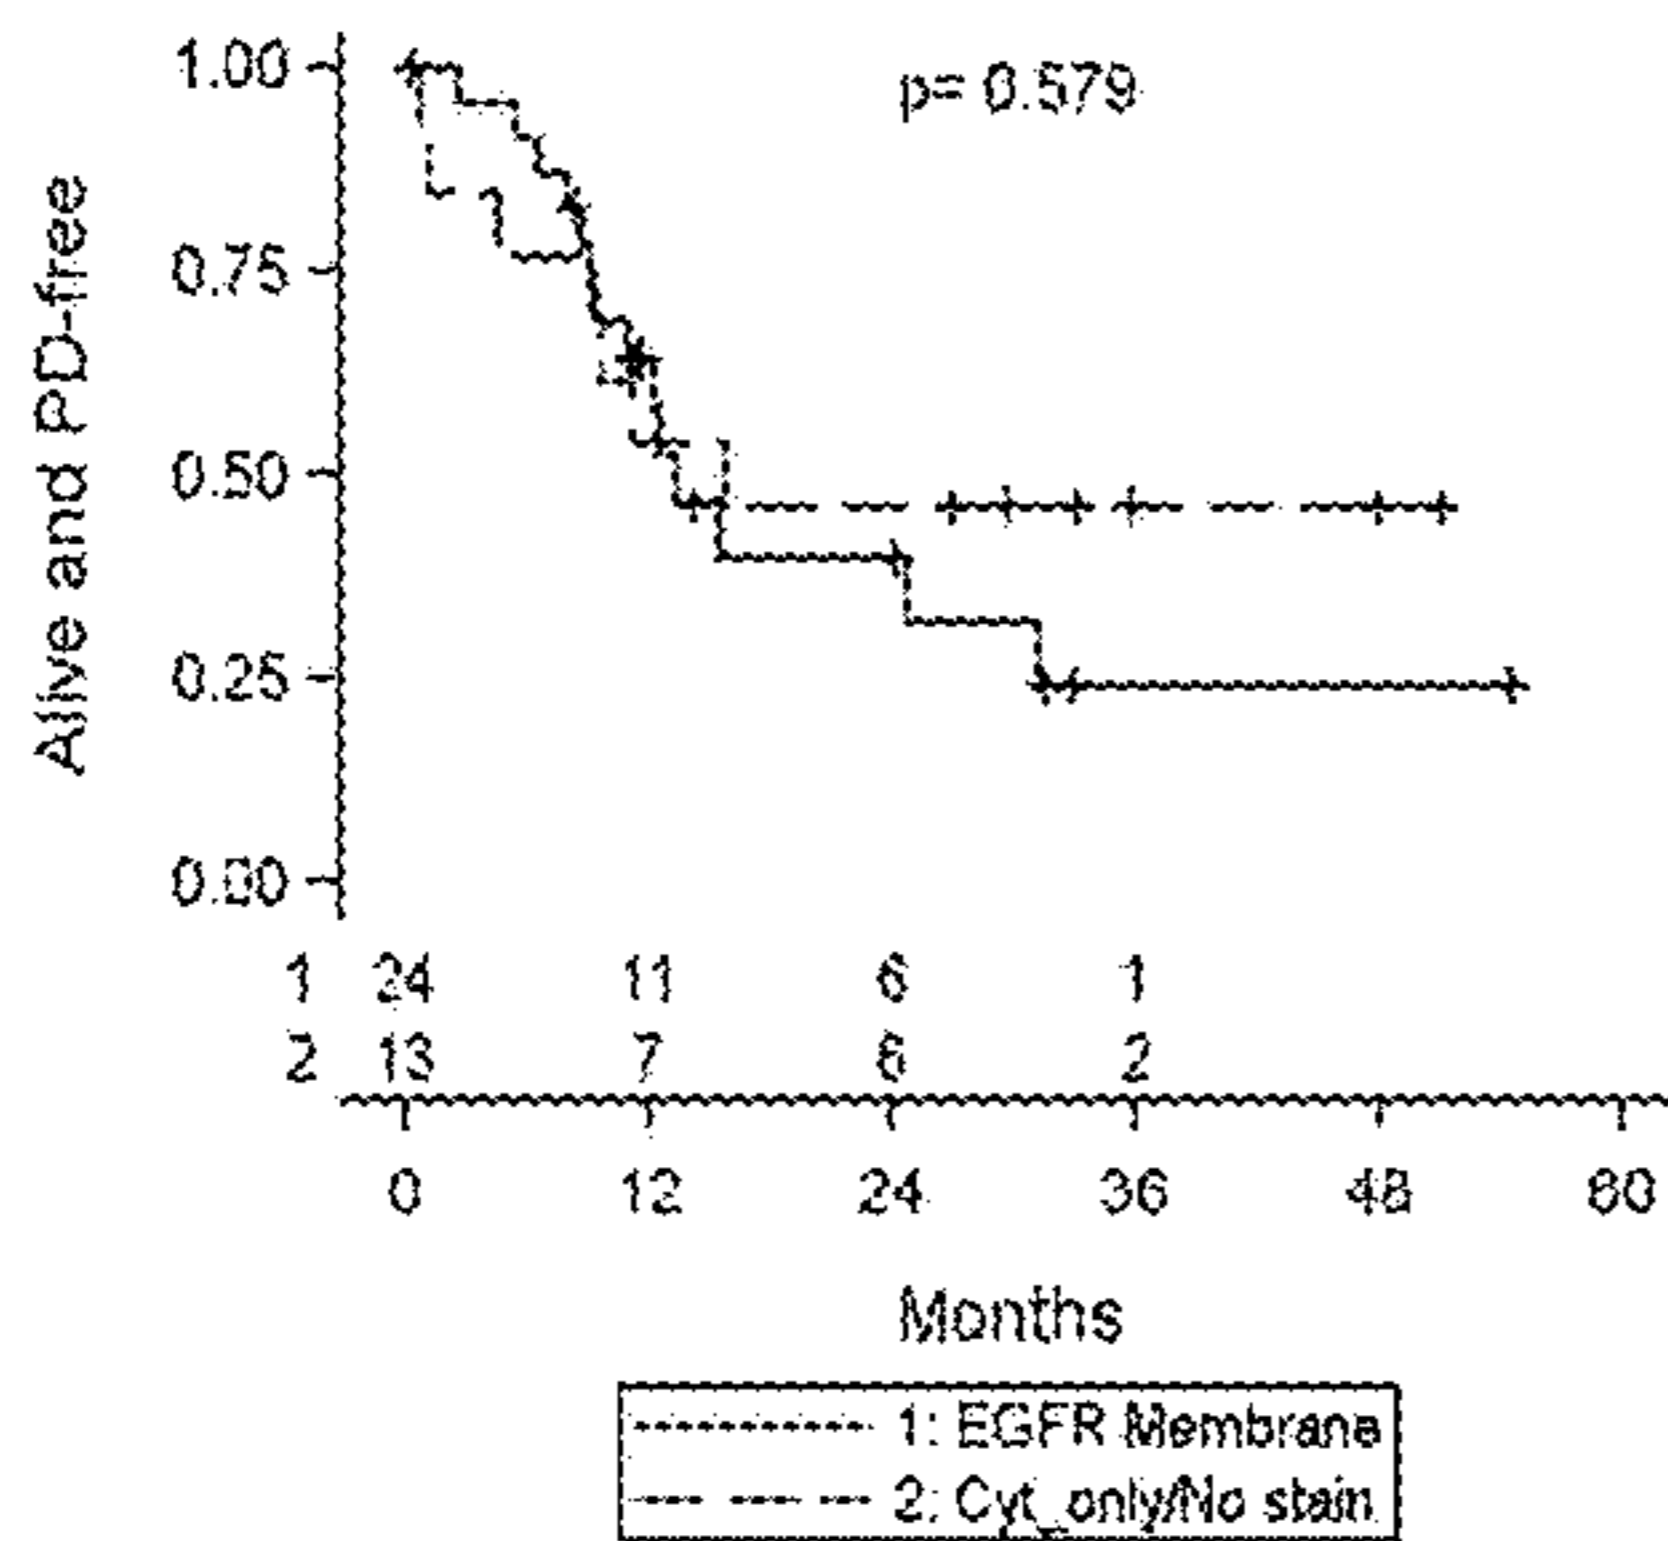 Alive and PD-free
p= 0.579
1.00
0.75
0.50
0.25
0.00
1 24 11 6 1
2 13 7 6 2
0 12 24 36 48 60
Months
1: EGFR Membrane
2: Cyt_only/No stain